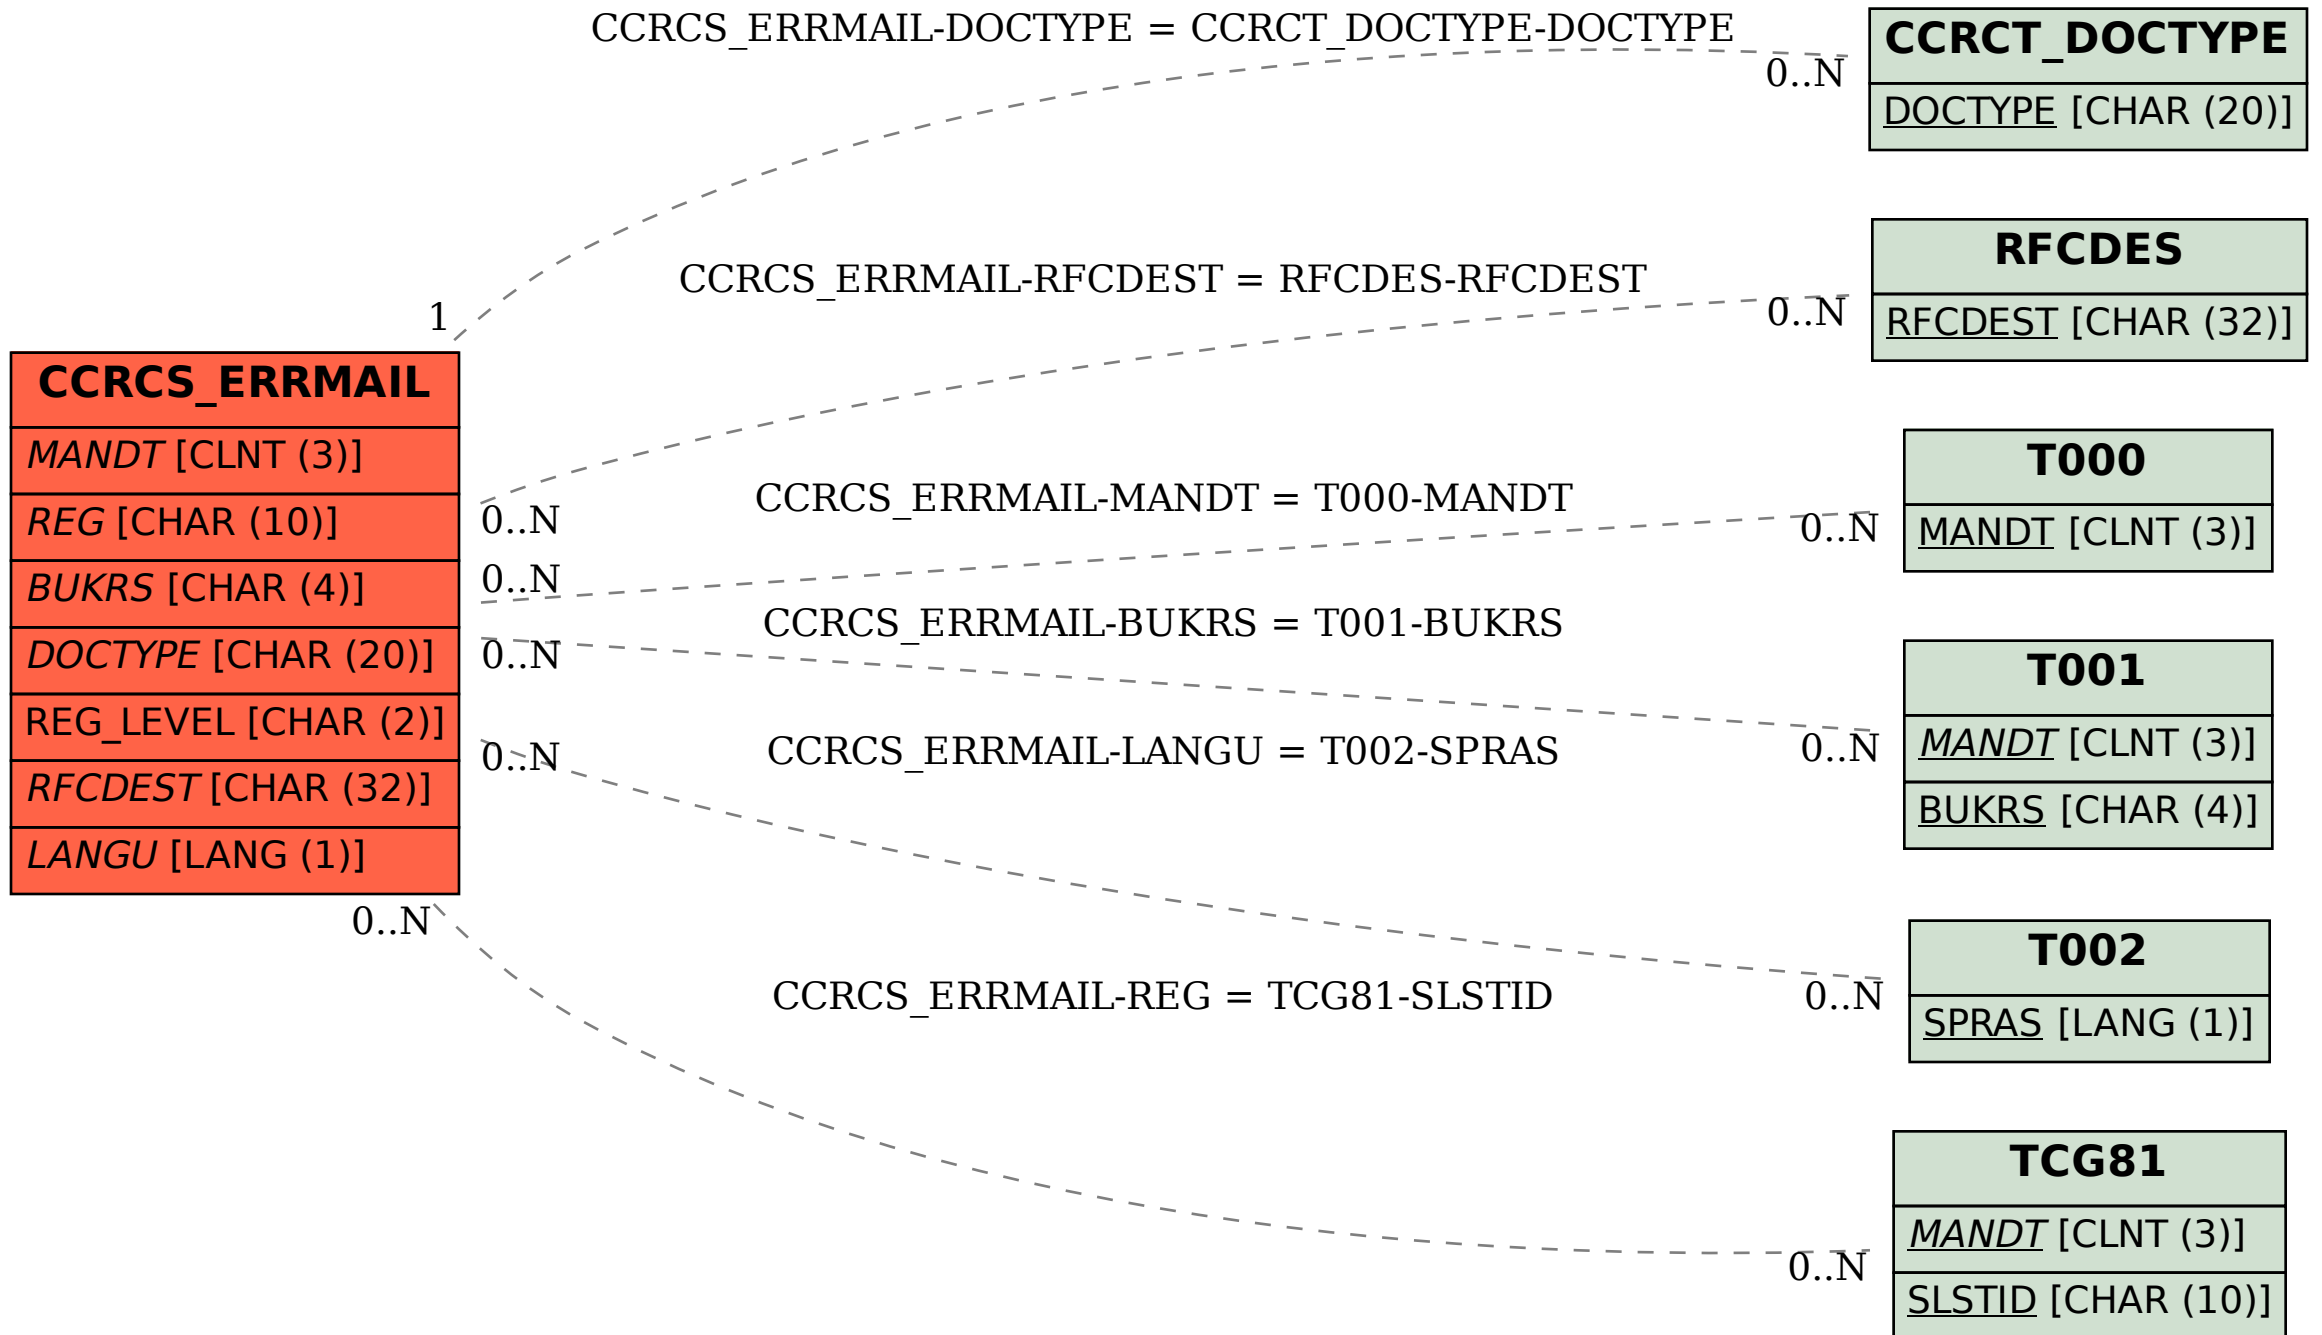 CCRCS_ERRMAIL-DOCTYPE = CCRCT_DOCTYPE-DOCTYPE
0..N
CCRCT_DOCTYPE
DOCTYPE [CHAR (20)]
CCRCS_ERRMAIL-RFCDEST = RFCDES-RFCDEST
0..N
RFCDES
RFCDEST [CHAR (32)]
1
CCRCS_ERRMAIL
MANDT [CLNT (3)]
REG [CHAR (10)]
BUKRS [CHAR (4)]
DOCTYPE [CHAR (20)]
REG_LEVEL [CHAR (2)]
RFCDEST [CHAR (32)]
LANGU [LANG (1)]
0..N
CCRCS_ERRMAIL-MANDT = T000-MANDT
0..N
0..N
T000
MANDT [CLNT (3)]
CCRCS_ERRMAIL-BUKRS = T001-BUKRS
0..N
0..N
T001
MANDT [CLNT (3)]
BUKRS [CHAR (4)]
CCRCS_ERRMAIL-LANGU = T002-SPRAS
0..N
0..N
T002
SPRAS [LANG (1)]
0..N
CCRCS_ERRMAIL-REG = TCG81-SLSTID
0..N
TCG81
MANDT [CLNT (3)]
SLSTID [CHAR (10)]